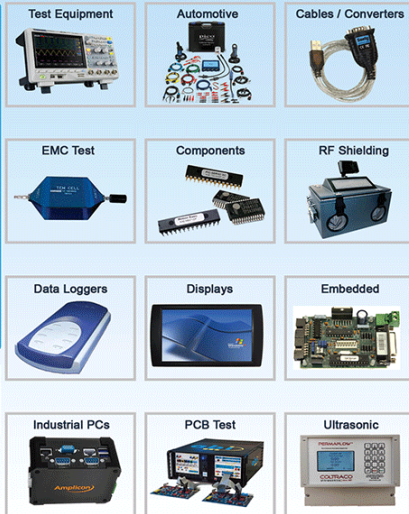 Test Equipment
Automotive
Cables / Converters
EMC Test
Components
RF Shielding
TEM CELL
Data Loggers
Displays
Embedded
Industrial PCs
PCB Test
Ultrasonic
Amplicon
PERMAFLOW
COLTRACO